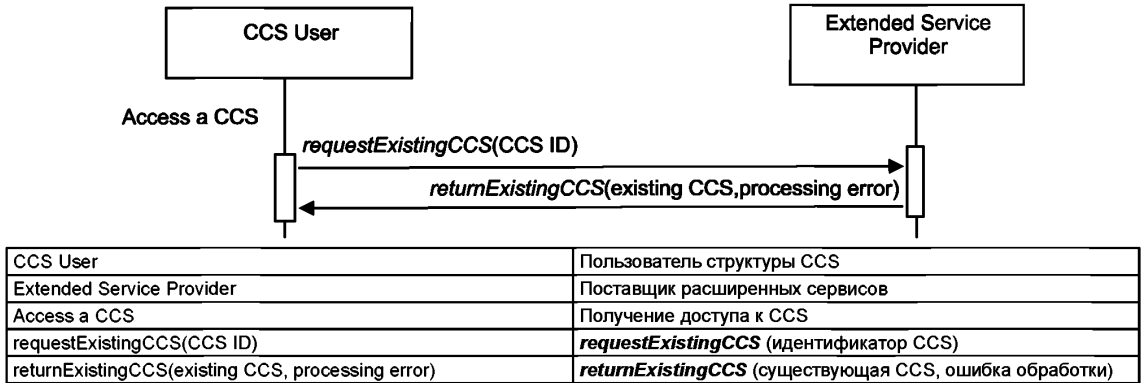 CCS User
Extended Service
Provider
Access a CCS
requestExistingCCS(CCS ID)
returnExistingCCS(existing CCS,processing error)
CCS User Пользователь структуры CCS
Extended Service Provider Поставщик расширенных сервисов
Access a CCS Получение доступа к CCS
requestExistingCCS(CCS ID) requestExistingCCS (идентификатор CCS)
returnExistingCCS(existing CCS, processing error) returnExistingCCS (существующая CCS, ошибка обработки)